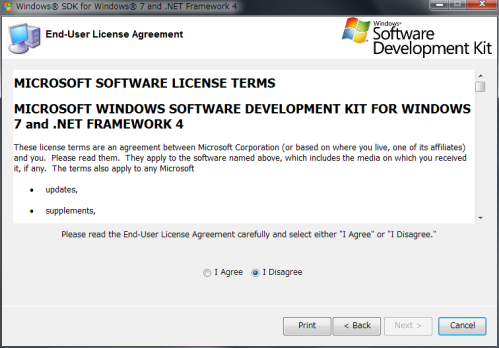 Windows® SDK for Windows® 7 and .NET Framework 4
End-User License Agreement
Windows®
Software
Development Kit
MICROSOFT SOFTWARE LICENSE TERMS
MICROSOFT WINDOWS SOFTWARE DEVELOPMENT KIT FOR WINDOWS
7 and .NET FRAMEWORK 4
These license terms are an agreement between Microsoft Corporation (or based on where you live, one of its affiliates)
and you.  Please read them.  They apply to the software named above, which includes the media on which you received
it, if any.  The terms also apply to any Microsoft
• updates,
• supplements,
Please read the End-User License Agreement carefully and select either "I Agree" or "I Disagree."
I Agree I Disagree
Print < Back Next > Cancel